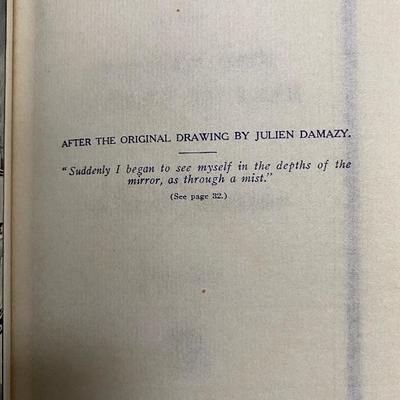 AFTER THE ORIGINAL DRAWING BY JULIEN DAMAZY.
"Suddenly I began to see myself in the depths of the
mirror, as through a mist."
(See page 32.)